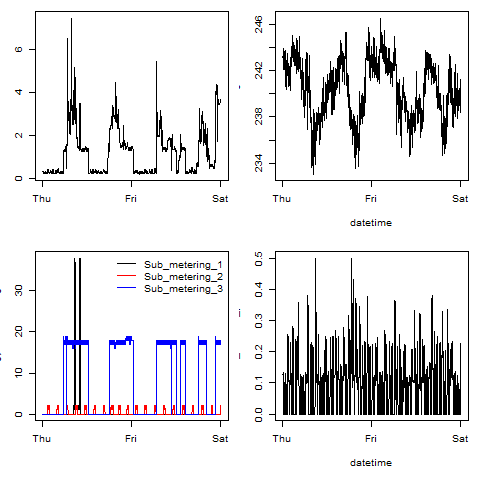 6
4
2
0
Thu Fri Sat
246
242
238
234
Thu Fri Sat
datetime
30
20
10
0
Sub_metering_1
Sub_metering_2
Sub_metering_3
Thu Fri Sat
0.5
0.4
0.3
0.2
0.1
0.0
Thu Fri Sat
datetime